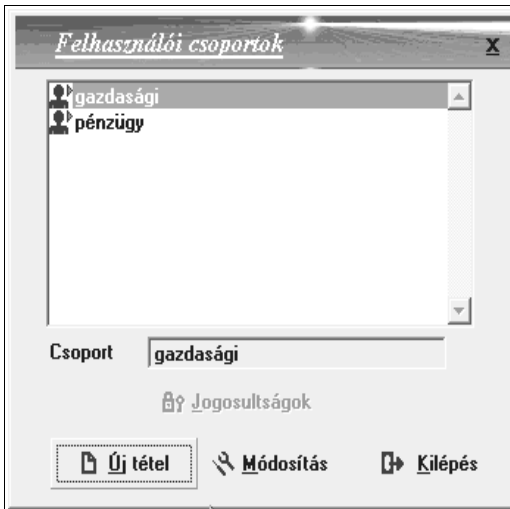 Felhasználói csoportok x
gazdasági
pénzügy
Csoport gazdasági
Jogosultságok
Új tétel Módosítás Kilépés